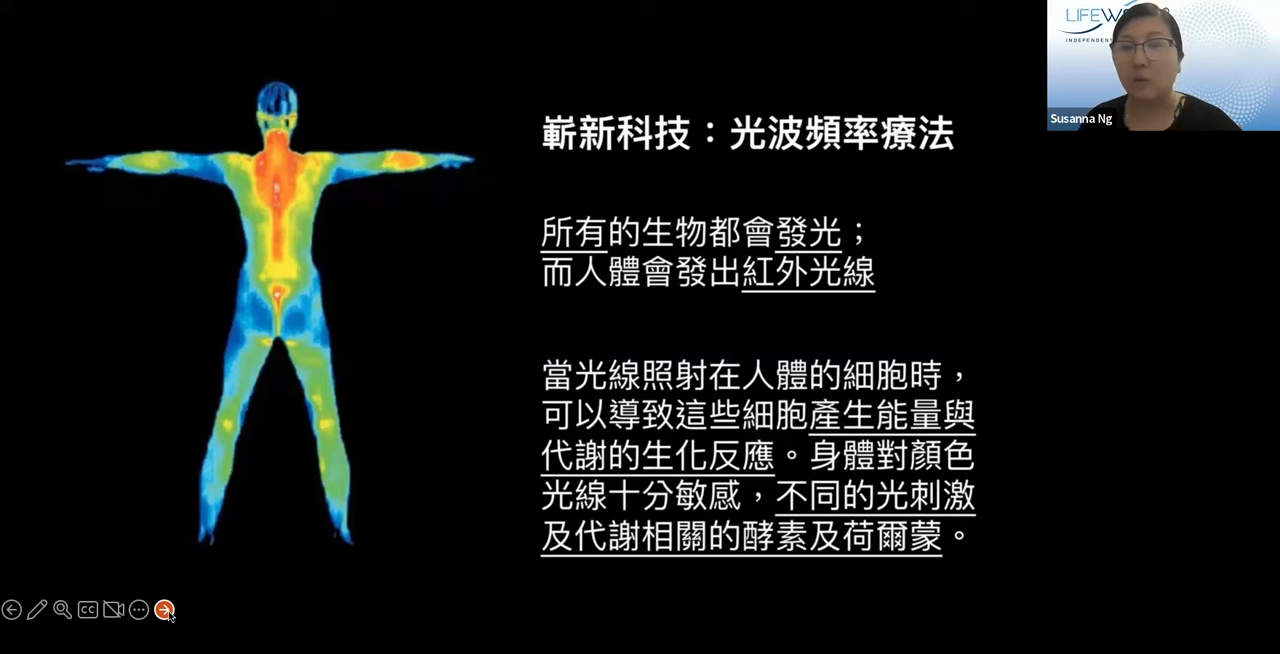 嶄新科技：光波頻率療法
所有的生物都會發光；
而人體會發出紅外光線
當光線照射在人體的細胞時，
可以導致這些細胞產生能量與
代謝的生化反應。身體對顏色
光線十分敏感，不同的光刺激
及代謝相關的酵素及荷爾蒙。
INDEPENDENT
Susanna Ng
CC